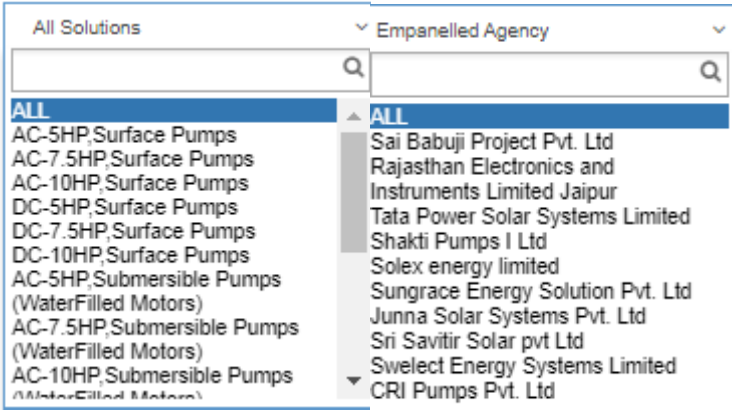 All Solutions
ALL
AC-5HP,Surface Pumps
AC-7.5HP,Surface Pumps
AC-10HP,Surface Pumps
DC-5HP,Surface Pumps
DC-7.5HP,Surface Pumps
DC-10HP,Surface Pumps
AC-5HP,Submersible Pumps
(WaterFilled Motors)
AC-7.5HP,Submersible Pumps
(WaterFilled Motors)
AC-10HP,Submersible Pumps
(WaterFilled Motors)
Empanelled Agency
ALL
Sai Babuji Project Pvt. Ltd
Rajasthan Electronics and
Instruments Limited Jaipur
Tata Power Solar Systems Limited
Shakti Pumps I Ltd
Solex energy limited
Sungrace Energy Solution Pvt. Ltd
Junna Solar Systems Pvt. Ltd
Sri Savitir Solar pvt Ltd
Swelect Energy Systems Limited
CRI Pumps Pvt. Ltd